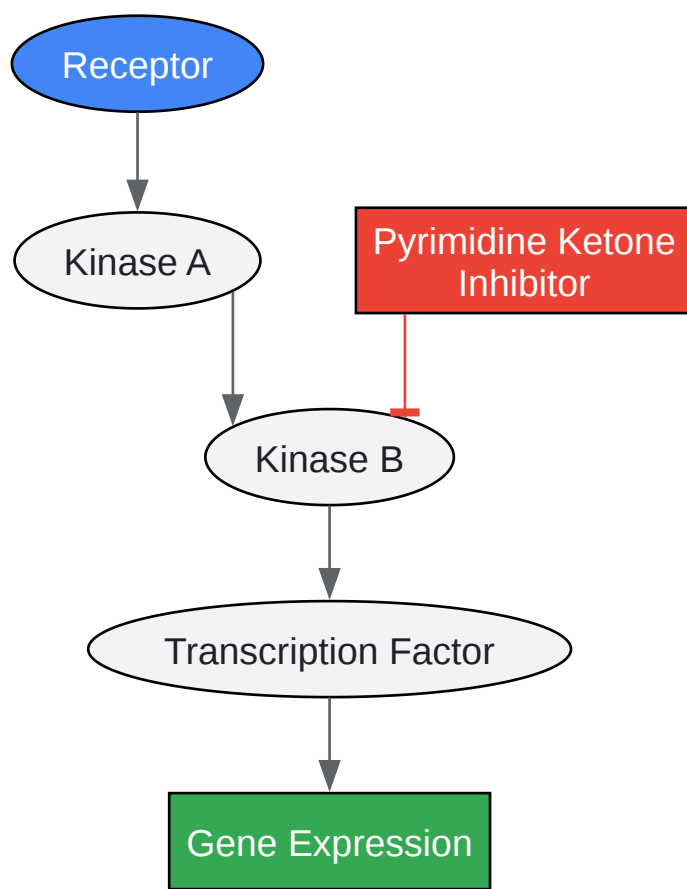 Receptor
Kinase A
Pyrimidine Ketone
Inhibitor
Kinase B
Transcription Factor
Gene Expression